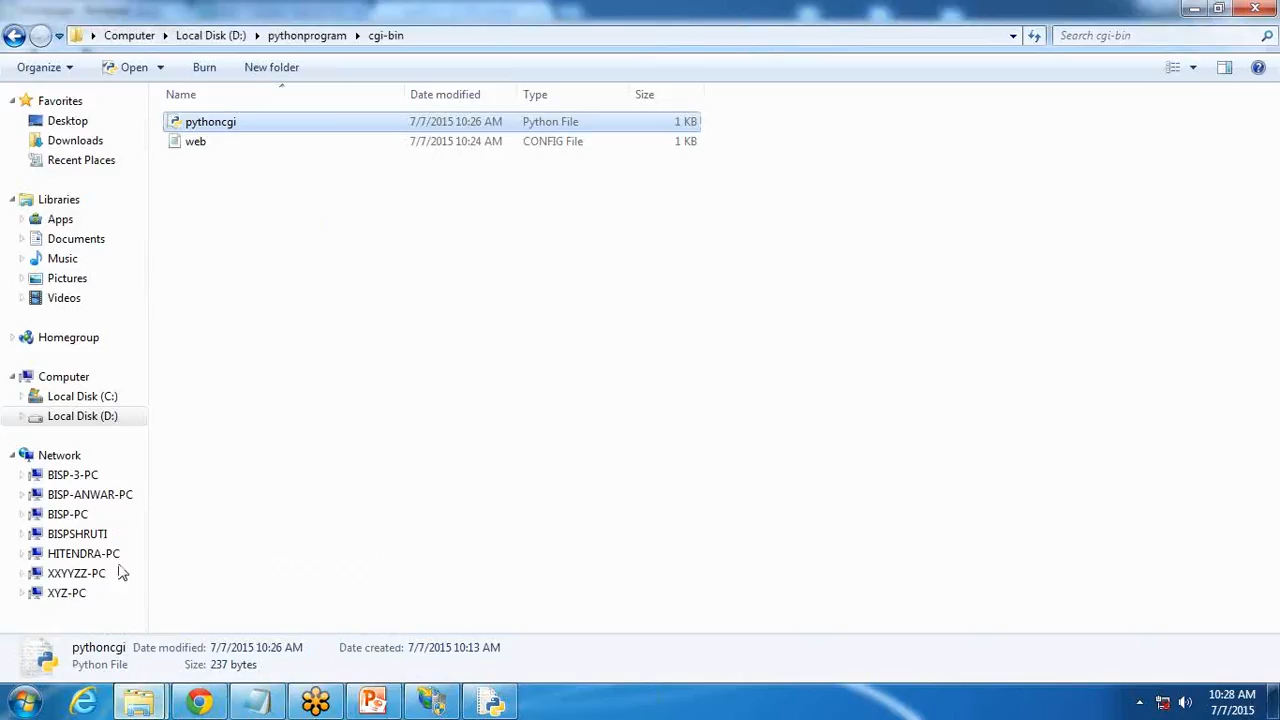 Computer Local Disk (D:) pythonprogram cgi-bin Search cgi-bin
Organize Open Burn New folder
Name Date modified Type Size
pythoncgi 7/7/2015 10:26 AM Python File 1 KB
web 7/7/2015 10:24 AM CONFIG File 1 KB
Favorites
Desktop
Downloads
Recent Places
Libraries
Apps
Documents
Music
Pictures
Videos
Homegroup
Computer
Local Disk (C:)
Local Disk (D:)
Network
BISP-3-PC
BISP-ANWAR-PC
BISP-PC
BISPSHRUTI
HITENDRA-PC
XXYYZZ-PC
XYZ-PC
pythoncgi Date modified: 7/7/2015 10:26 AM Date created: 7/7/2015 10:13 AM
Python File Size: 237 bytes
10:28 AM
7/7/2015